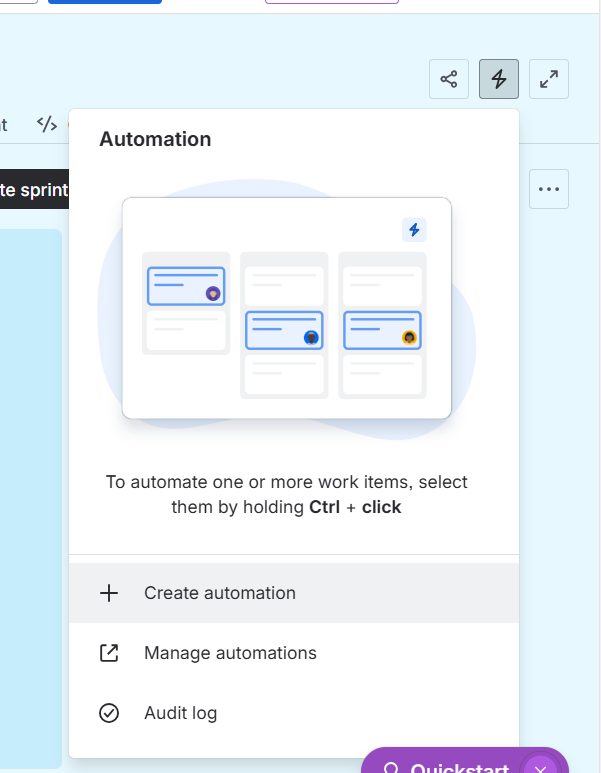 t
Automation
te sprint
To automate one or more work items, select
them by holding Ctrl + click
Create automation
Manage automations
Audit log
Quickstart